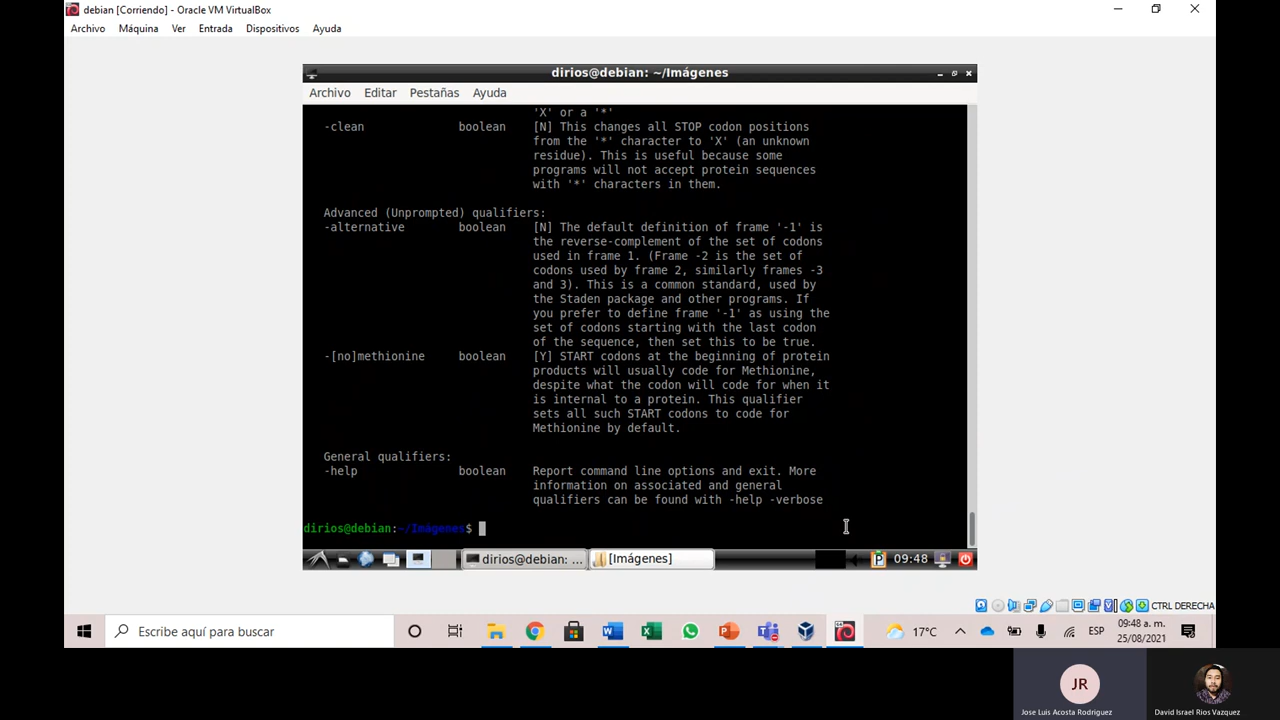 debian [Corriendo] - Oracle VM VirtualBox
Archivo Máquina Ver Entrada Dispositivos Ayuda
dirios@debian: ~/Imágenes
Archivo Editar Pestañas Ayuda
'X' or a '*'
-clean boolean [N] This changes all STOP codon positions
from the '*' character to 'X' (an unknown
residue). This is useful because some
programs will not accept protein sequences
with '*' characters in them.
Advanced (Unprompted) qualifiers:
-alternative boolean [N] The default definition of frame '-1' is
the reverse-complement of the set of codons
used in frame 1. (Frame -2 is the set of
codons used by frame 2, similarly frames -3
and 3). This is a common standard, used by
the Staden package and other programs. If
you prefer to define frame '-1' as using the
set of codons starting with the last codon
of the sequence, then set this to be true.
-[no]methionine boolean [Y] START codons at the beginning of protein
products will usually code for Methionine,
despite what the codon will code for when it
is internal to a protein. This qualifier
sets all such START codons to code for
Methionine by default.
General qualifiers:
-help boolean Report command line options and exit. More
information on associated and general
qualifiers can be found with -help -verbose
dirios@debian:~/Imágenes$
dirios@debian: ... [Imágenes] P 09:48
CTRL DERECHA
Escribe aquí para buscar
17°C
ESP
09:48 a. m.
25/08/2021
JR
Jose Luis Acosta Rodriguez
David Israel Rios Vazquez